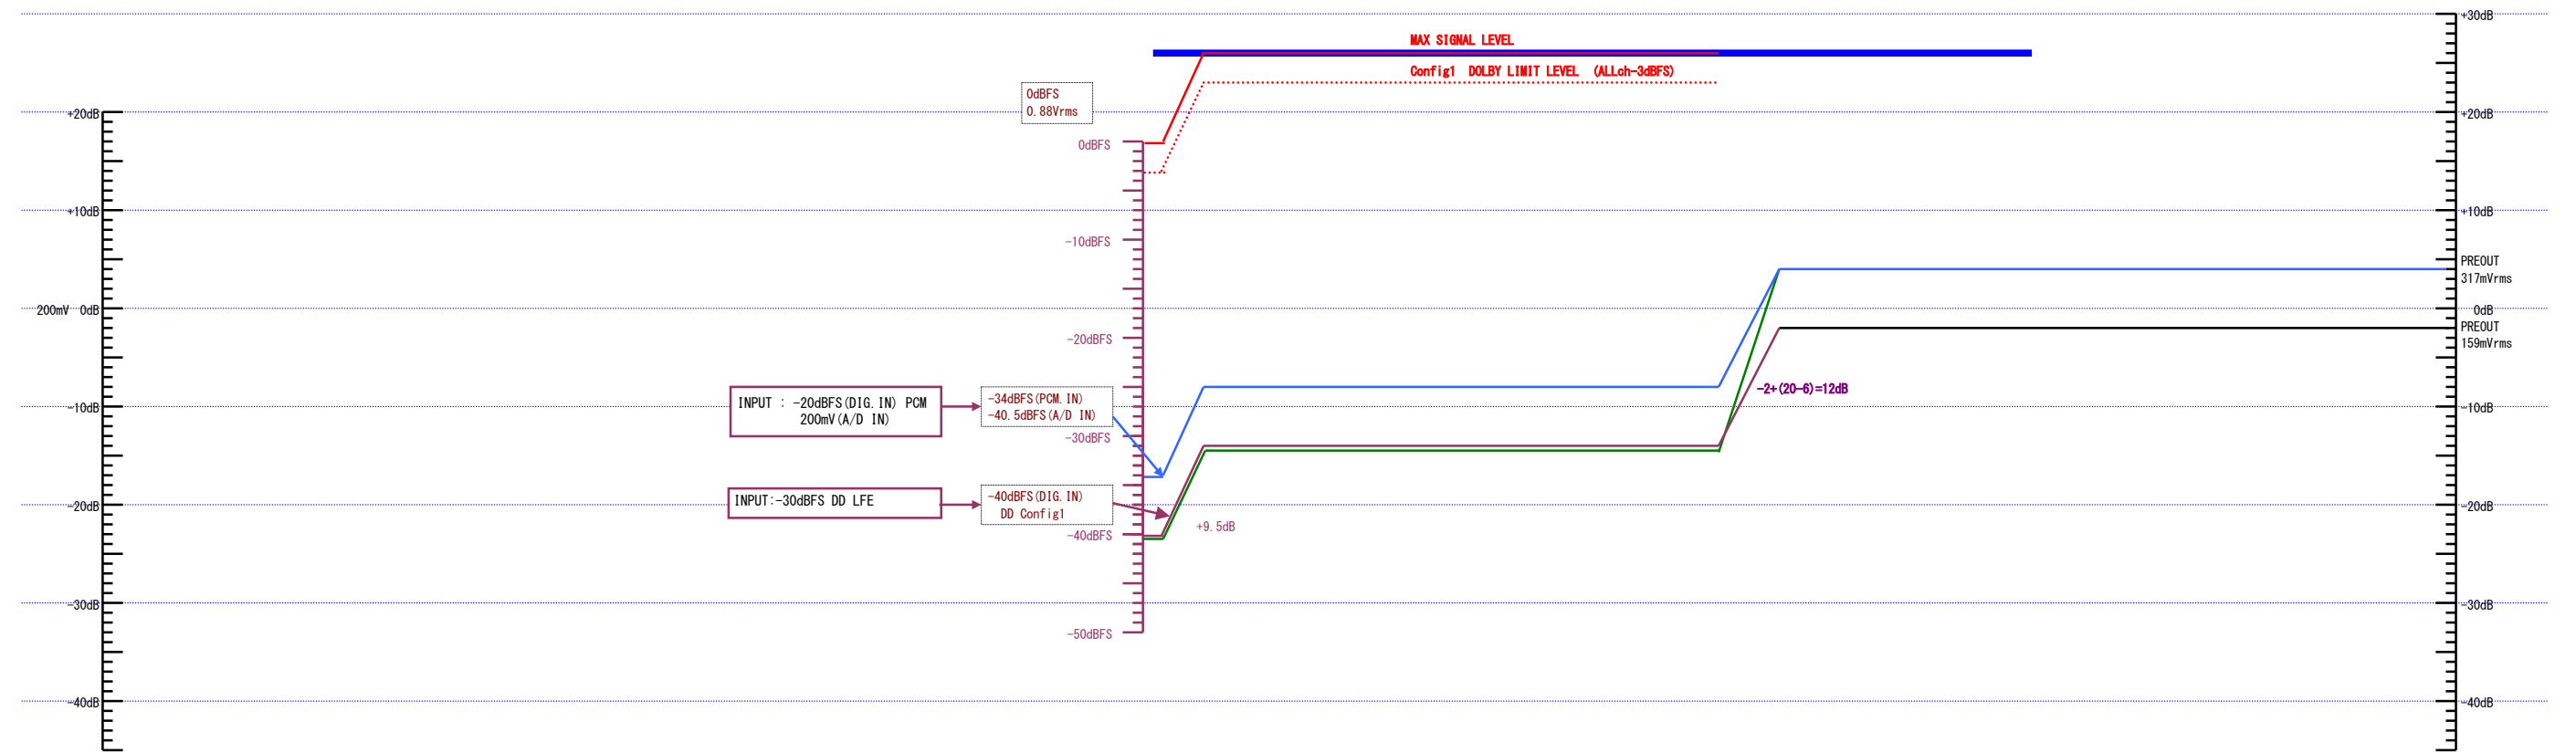 +30dB
MAX SIGNAL LEVEL
Config1 DOLBY LIMIT LEVEL (ALLch-3dBFS)
0dBFS
0.88Vrms
+20dB
+20dB
0dBFS
+10dB
+10dB
-10dBFS
PREOUT
317mVrms
200mV 0dB
0dB
PREOUT
159mVrms
-20dBFS
-2+(20-6)=12dB
INPUT : -20dBFS(DIG.IN) PCM
200mV(A/D IN)
-34dBFS(PCM.IN)
-40.5dBFS(A/D IN)
-10dB
-10dB
-30dBFS
INPUT:-30dBFS DD LFE
-40dBFS(DIG.IN)
DD Config1
-20dB
-20dB
+9.5dB
-40dBFS
-30dB
-30dB
-50dBFS
-40dB
-40dB